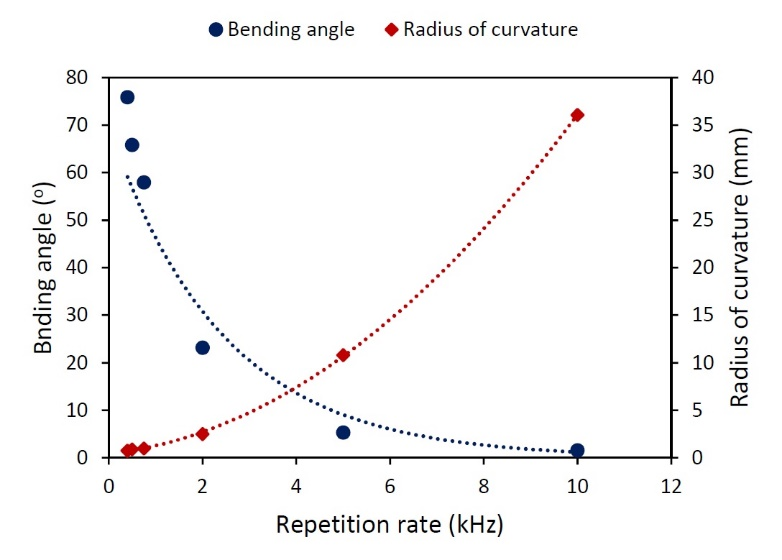 Bending angle Radius of curvature
80 40
70 35
60 30
50 25
40 20
30 15
20 10
10 5
0 0
0 2 4 6 8 10 12
Bnding angle (º)
Radius of curvature (mm)
Repetition rate (kHz)